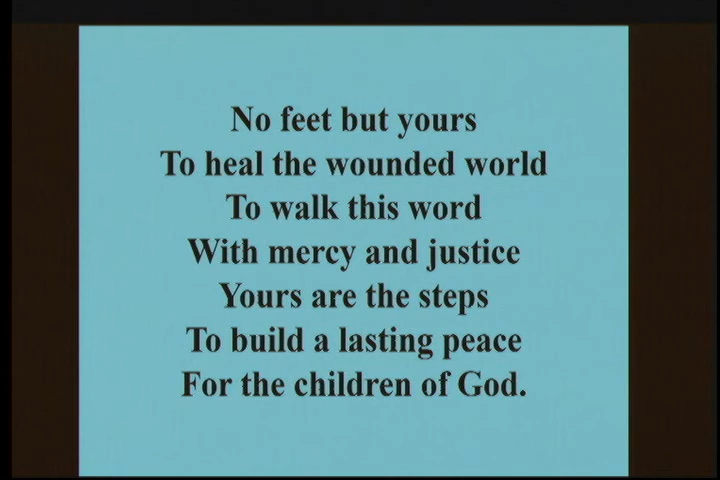 No feet but yours
To heal the wounded world
To walk this word
With mercy and justice
Yours are the steps
To build a lasting peace
For the children of God.